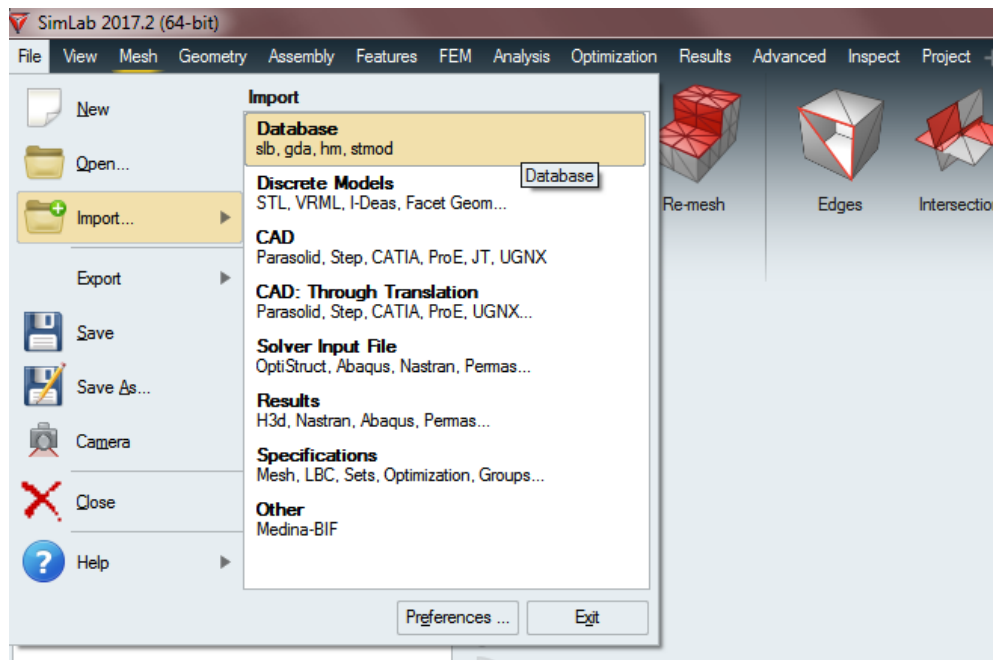 SimLab 2017.2 (64-bit)
File View Mesh Geometry Assembly Features FEM Analysis Optimization Results Advanced Inspect Project
New
Open...
Import...
Export
Save
Save As...
Camera
Close
Help
Import
Database
slb, gda, hm, stmod
Database
Discrete Models
STL, VRML, I-Deas, Facet Geom...
CAD
Parasolid, Step, CATIA, ProE, JT, UGNX
CAD: Through Translation
Parasolid, Step, CATIA, ProE, UGNX...
Solver Input File
OptiStruct, Abaqus, Nastran, Permas...
Results
H3d, Nastran, Abaqus, Permas...
Specifications
Mesh, LBC, Sets, Optimization, Groups...
Other
Medina-BIF
Preferences ... Exit
Re-mesh Edges Intersectio